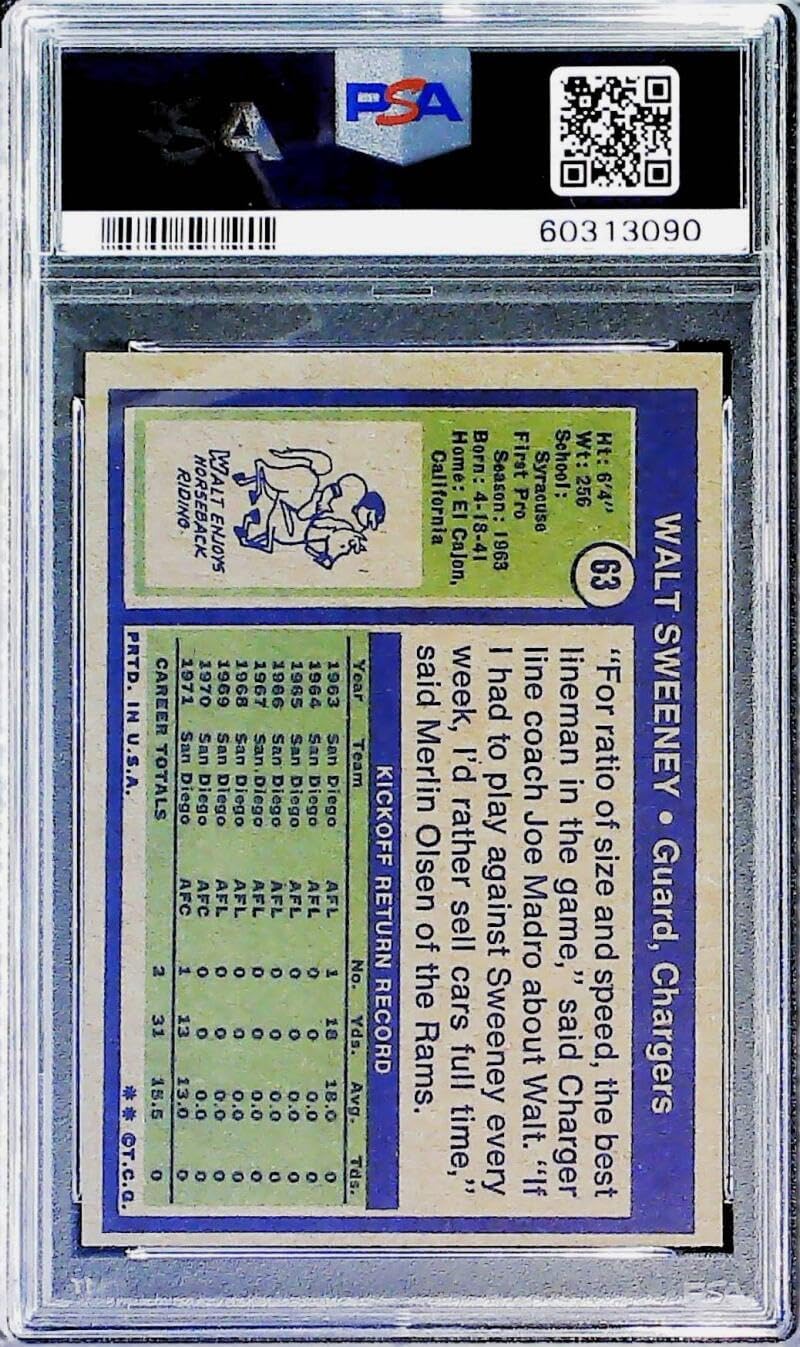 PSA
60313090
WALT SWEENEY • Guard, Chargers
63
Ht: 6'4"
Wt: 256
School:
Syracuse
First Pro
Season: 1963
Born: 4-18-41
Home: El Cajon,
California
WALT ENJOYS
HORSEBACK
RIDING.
“For ratio of size and speed, the best
lineman in the game,” said Charger
line coach Joe Madro about Walt. “If
I had to play against Sweeney every
week, I'd rather sell cars full time,”
said Merlin Olsen of the Rams.
KICKOFF RETURN RECORD
Year Team No. Yds. Avg. Tds.
1963 San Diego AFL 1 18 18.0 0
1964 San Diego AFL 0 0 0.0 0
1965 San Diego AFL 0 0 0.0 0
1966 San Diego AFL 0 0 0.0 0
1967 San Diego AFL 0 0 0.0 0
1968 San Diego AFL 0 0 0.0 0
1969 San Diego AFL 0 0 0.0 0
1970 San Diego AFC 0 0 0.0 0
1971 San Diego AFC 1 13 13.0 0
CAREER TOTALS 2 31 15.5 0
PRTD. IN U.S.A.
** ©T.C.G.
PSA